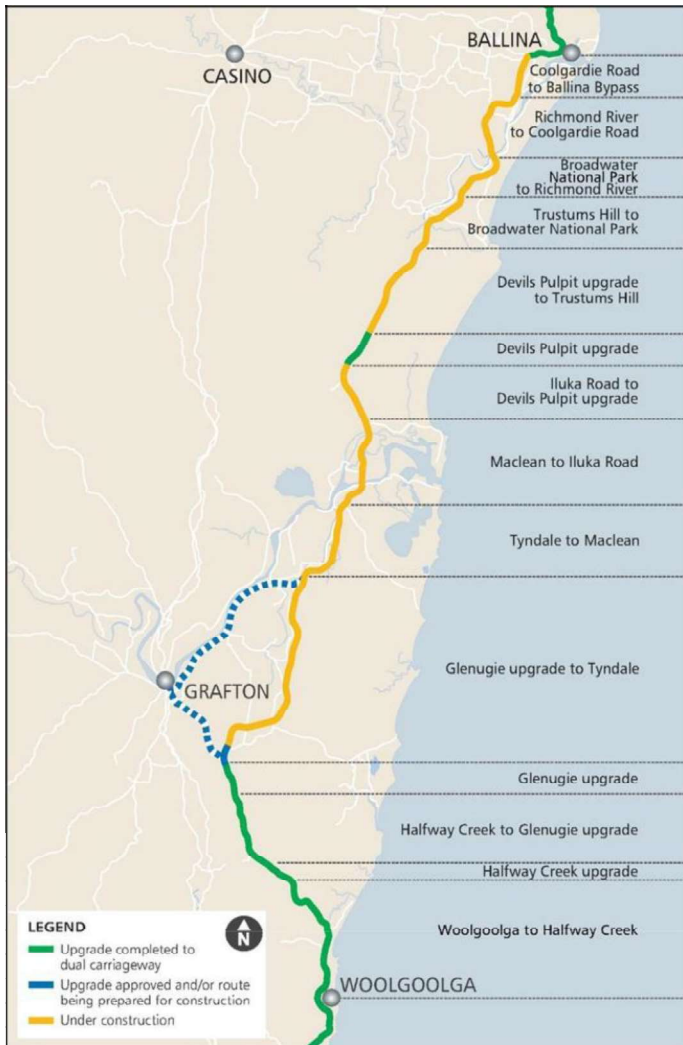 BALLINA
CASINO
Coolgardie Road
to Ballina Bypass
Richmond River
to Coolgardie Road
Broadwater
National Park
to Richmond River
Trustums Hill to
Broadwater National Park
Devils Pulpit upgrade
to Trustums Hill
Devils Pulpit upgrade
Iluka Road to
Devils Pulpit upgrade
Maclean to Iluka Road
Tyndale to Maclean
Glenugie upgrade to Tyndale
GRAFTON
Glenugie upgrade
Halfway Creek to Glenugie upgrade
Halfway Creek upgrade
Woolgoolga to Halfway Creek
WOOLGOOLGA
LEGEND
N
Upgrade completed to
dual carriageway
Upgrade approved and/or route
being prepared for construction
Under construction